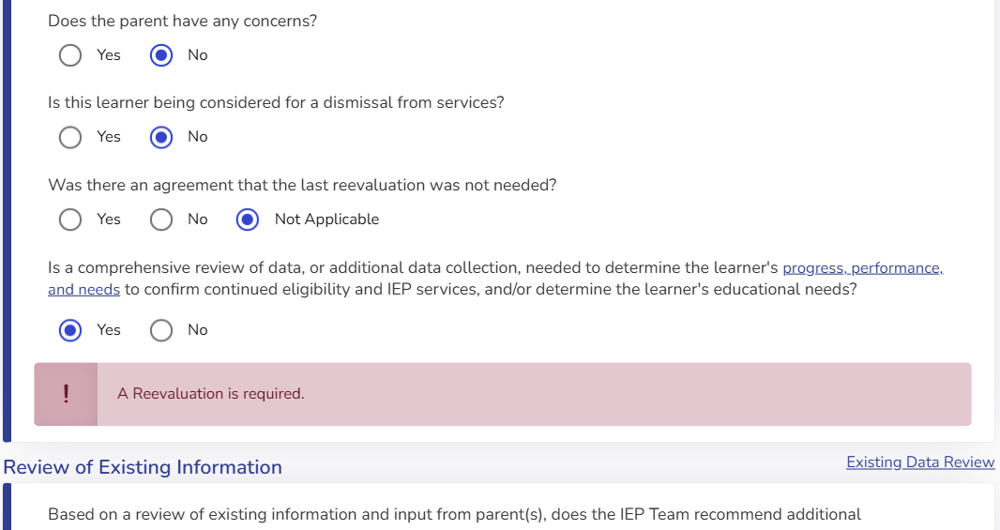 Does the parent have any concerns?
Yes No
Is this learner being considered for a dismissal from services?
Yes No
Was there an agreement that the last reevaluation was not needed?
Yes No Not Applicable
Is a comprehensive review of data, or additional data collection, needed to determine the learner's progress, performance,
and needs to confirm continued eligibility and IEP services, and/or determine the learner's educational needs?
Yes No
! A Reevaluation is required.
Review of Existing Information Existing Data Review
Based on a review of existing information and input from parent(s), does the IEP Team recommend additional